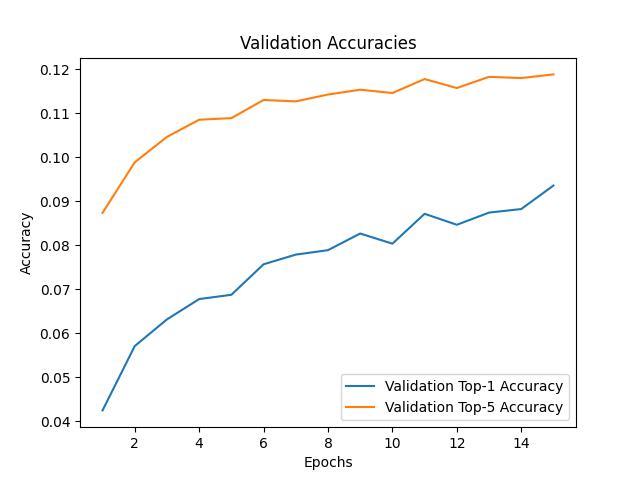 Validation Accuracies
0.12
0.11
0.10
0.09
0.08
0.07
0.06
0.05
0.04
Accuracy
2 4 6 8 10 12 14
Epochs
Validation Top-1 Accuracy
Validation Top-5 Accuracy